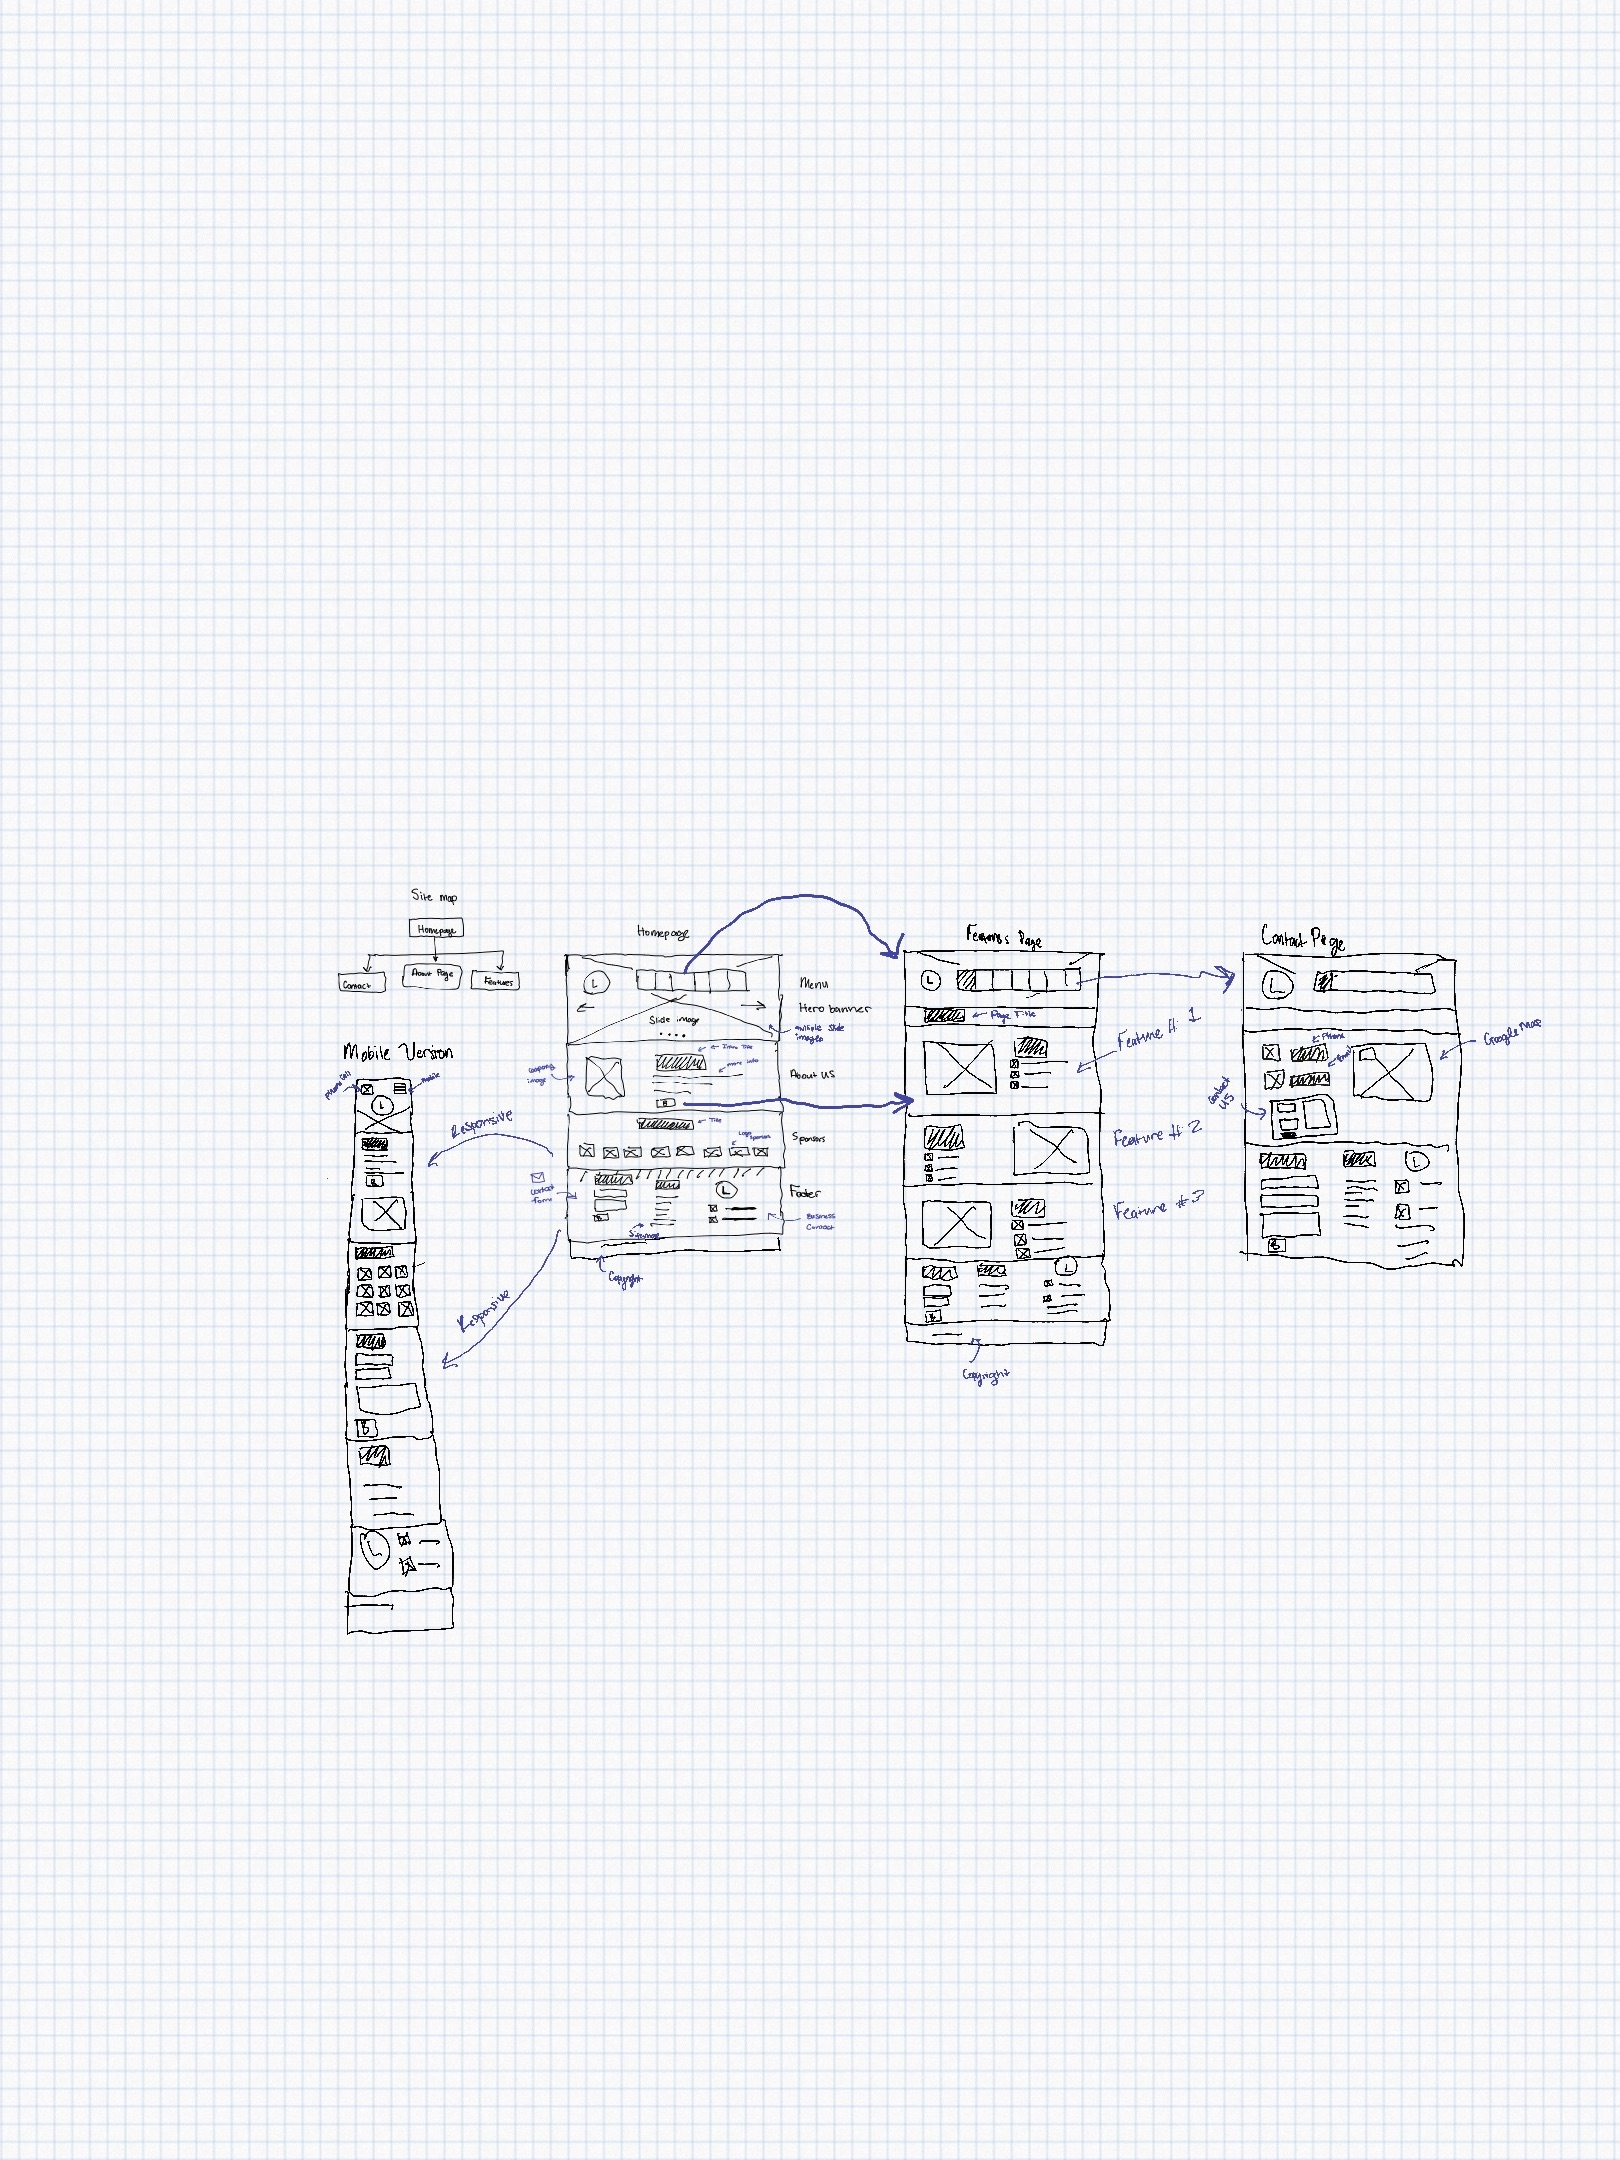 Site map
Homepage
Contact
About Page
Features
Mobile Version
Phone Call
L
B
B
L
Responsive
Responsive
Homepage
L
Slide image
Menu
Hero banner
multiple slide
images
Company
image
Intro Title
more info
B
About US
Title
Logo
Sponsors
Sponsors
Contact
form
B
L
Sitemap
Footer
Business
Contact
Copyright
Features Page
L
Page Title
Feature # 1
Feature # 2
Feature # 3
L
B
Copyright
Contact Page
L
Phone
Email
Google Map
Contact
US
L
B